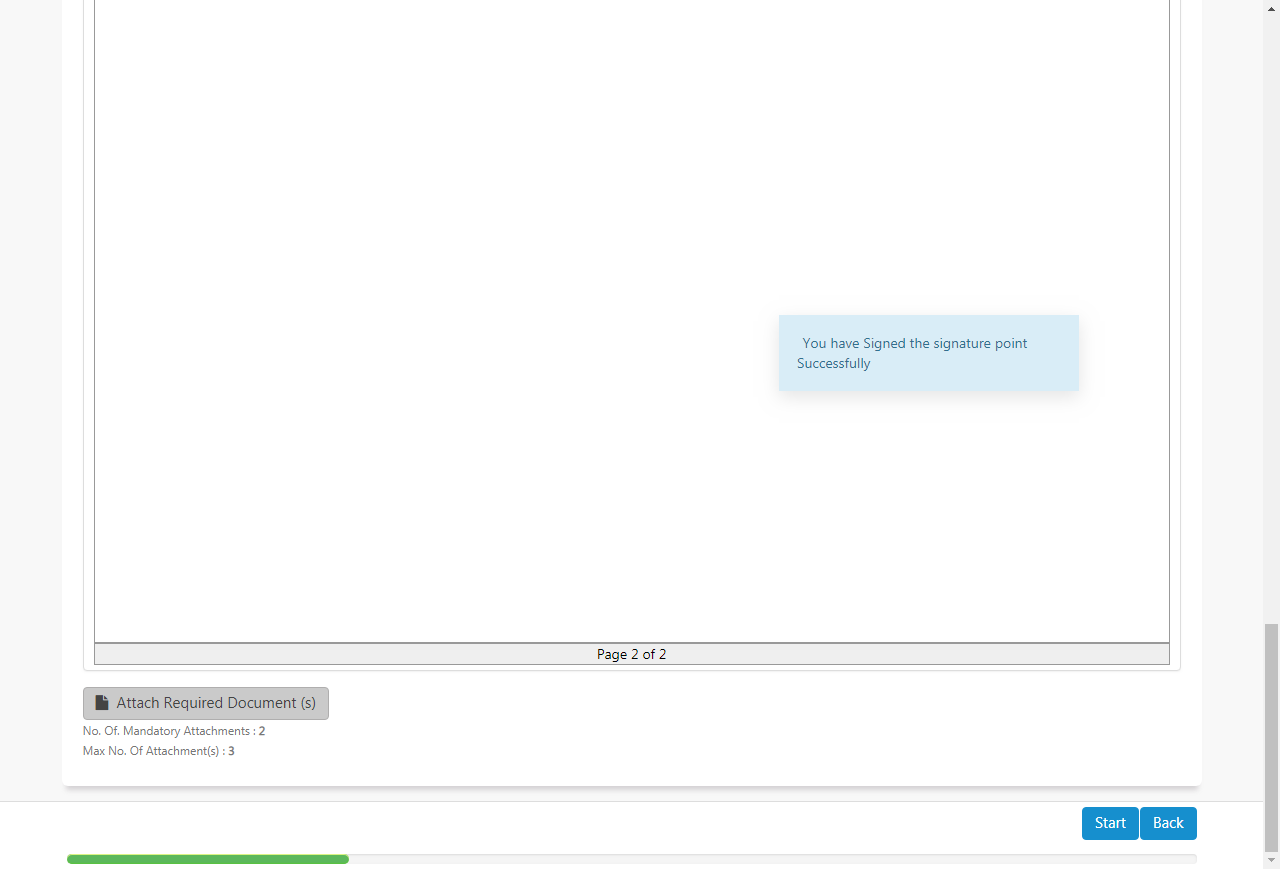 You have Signed the signature point
Successfully
Page 2 of 2
Attach Required Document (s)
No. Of. Mandatory Attachments : 2
Max No. Of Attachment(s) : 3
Start Back